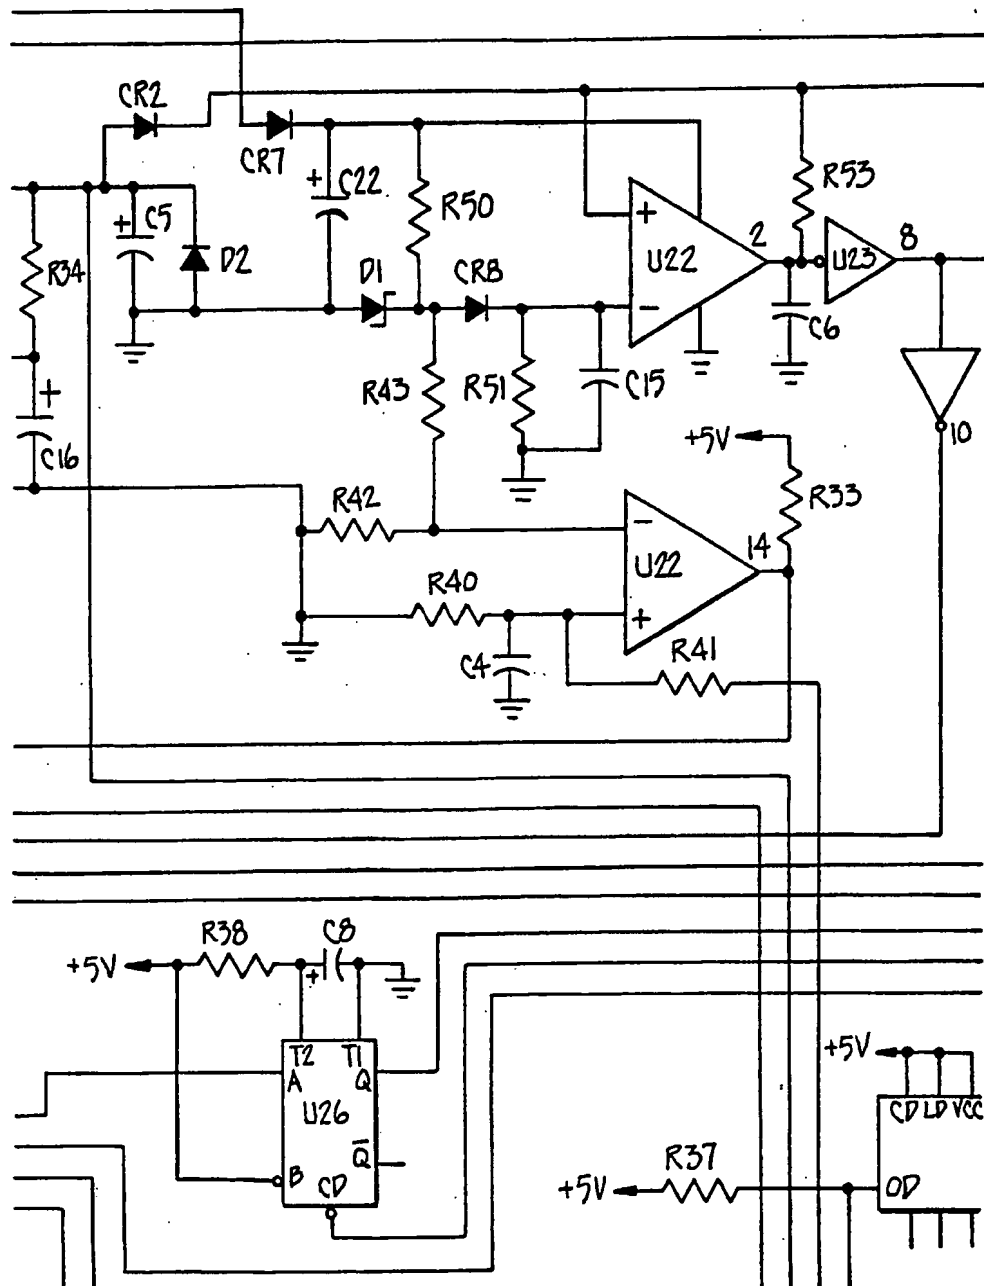 CR2
CR7
+ C22
R50
R53
+ C5
D2
R34
D1
CR8
+
U22
−
2
U23
8
C6
+
C16
R43
R51
C15
10
+5V
R33
R42
−
U22
+
14
R40
C4
R41
R38
C8
+5V
+
T2 T1
A Q
U26
Q̅
B
CD
+5V
CD LD VCC
R37
+5V
OD